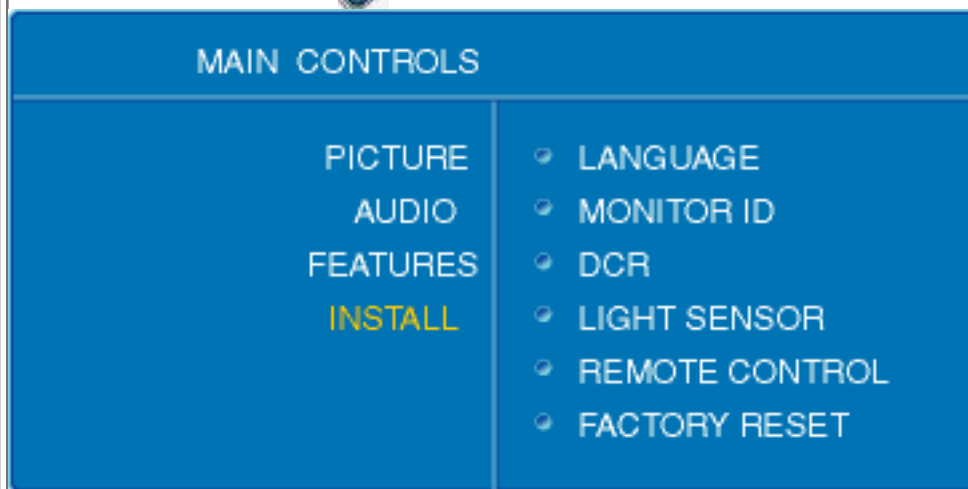 MAIN CONTROLS
PICTURE
AUDIO
FEATURES
INSTALL
LANGUAGE
MONITOR ID
DCR
LIGHT SENSOR
REMOTE CONTROL
FACTORY RESET